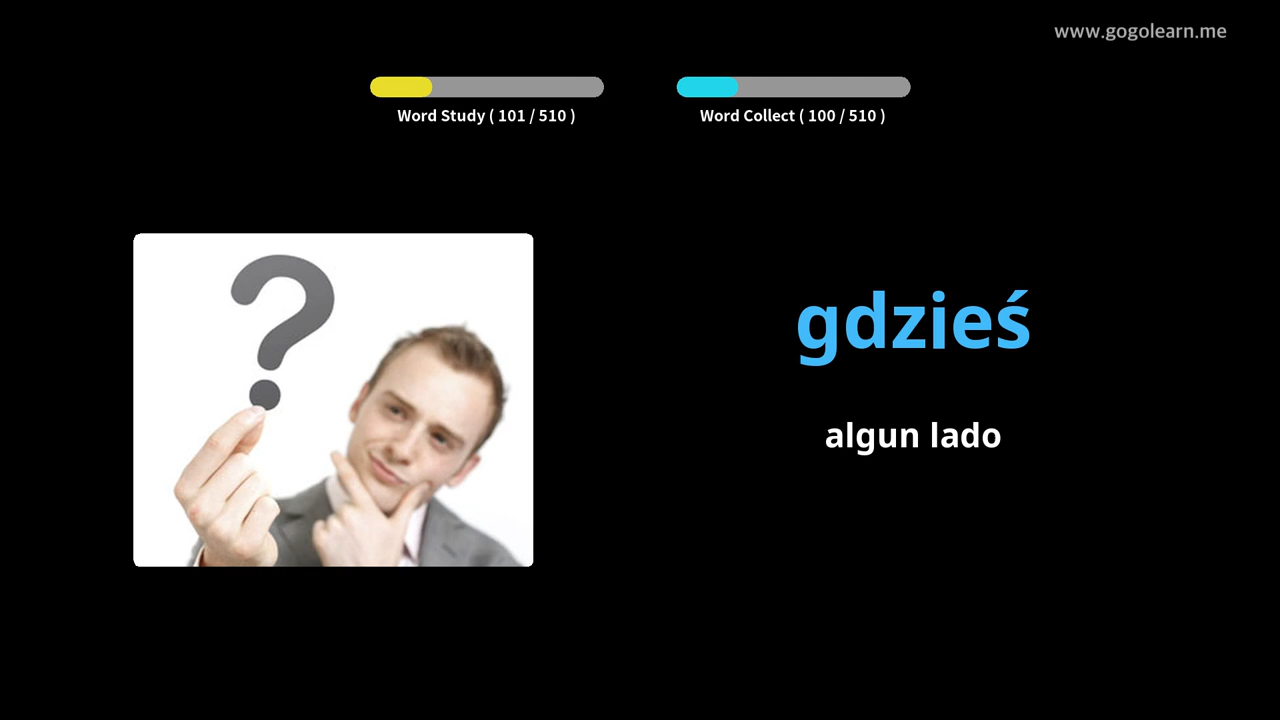 www.gogolearn.me
Word Study ( 101 / 510 )
Word Collect ( 100 / 510 )
?
gdzieś
algun lado